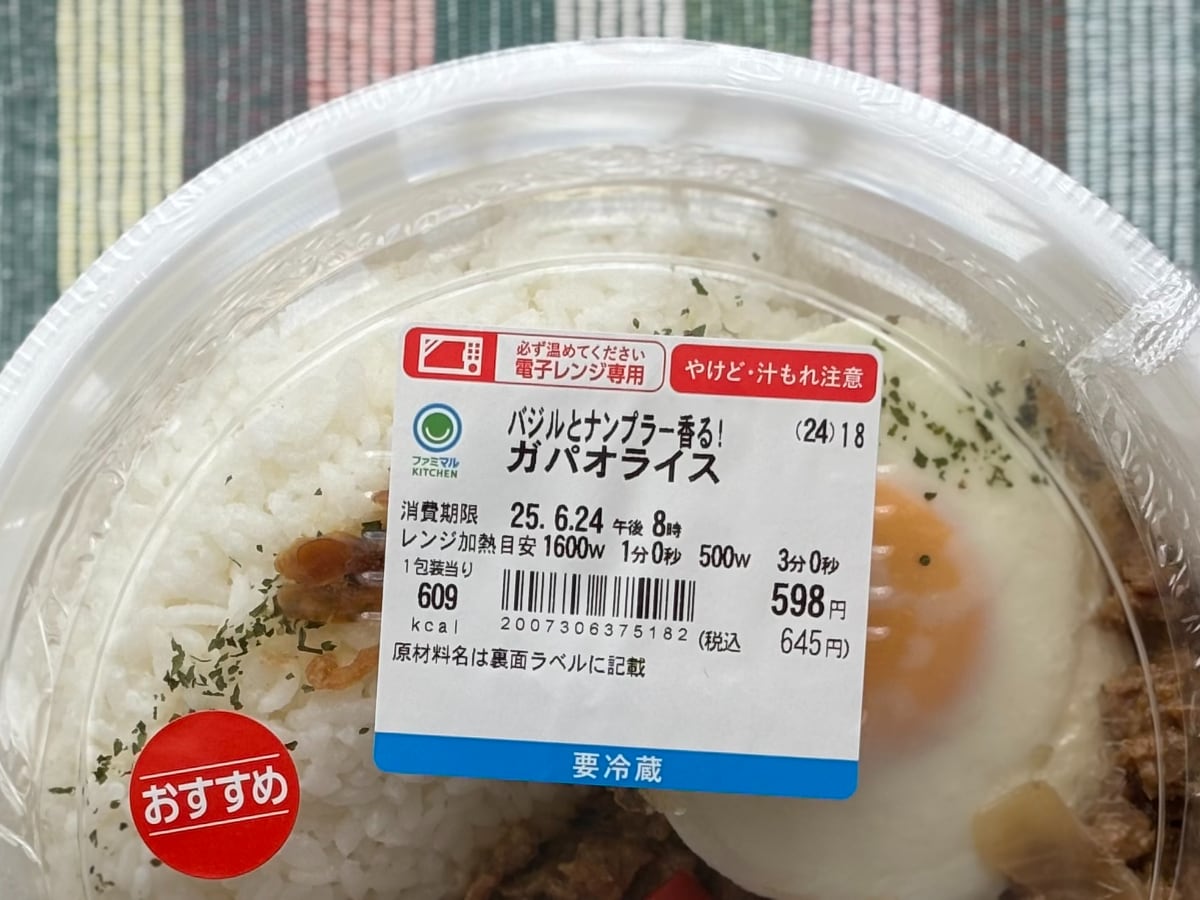 必ず温めてください
電子レンジ専用
やけど・汁もれ注意
バジルとナンプラー香る！
(24)18
ガパオライス
ファミマル
KITCHEN
消費期限 25. 6.24 午後 8時
レンジ加熱目安 1600w 1分0秒 500w 3分0秒
1包装当り
609
kcal
2007306375182
598円
(税込 645円)
原材料名は裏面ラベルに記載
要冷蔵
おすすめ